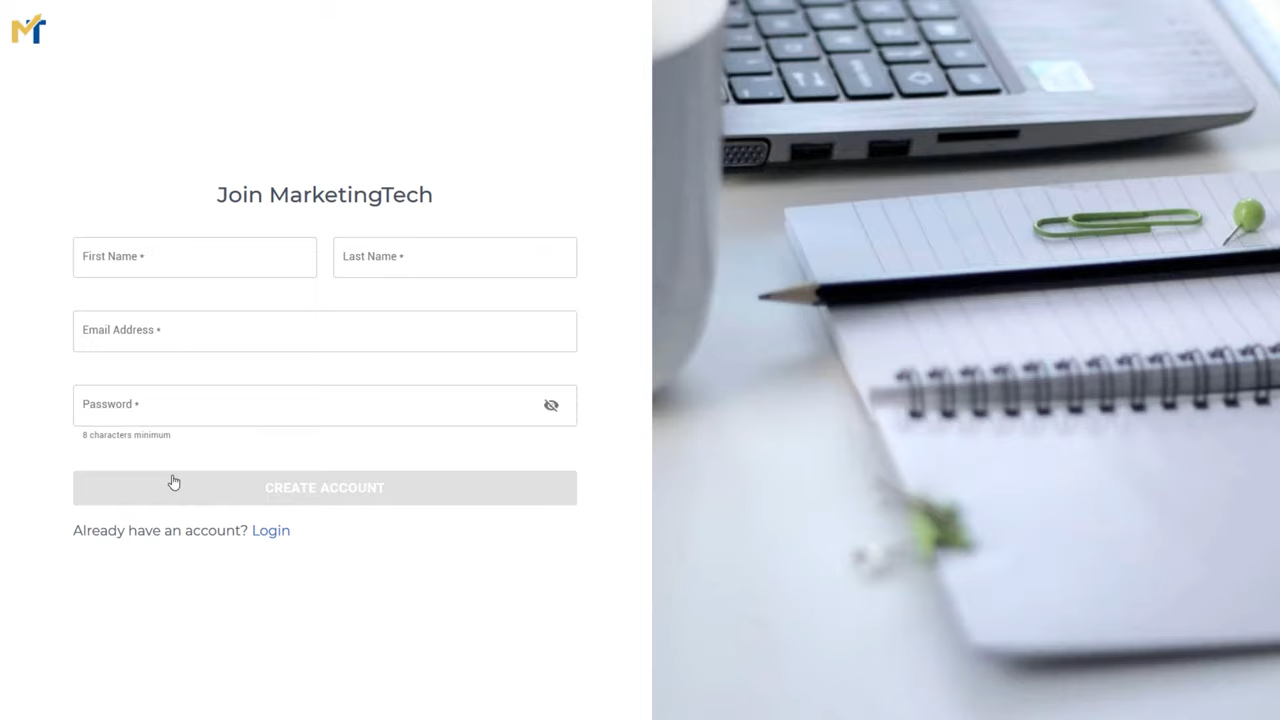 Join MarketingTech
First Name *
Last Name *
Email Address *
Password *
8 characters minimum
CREATE ACCOUNT
Already have an account? Login